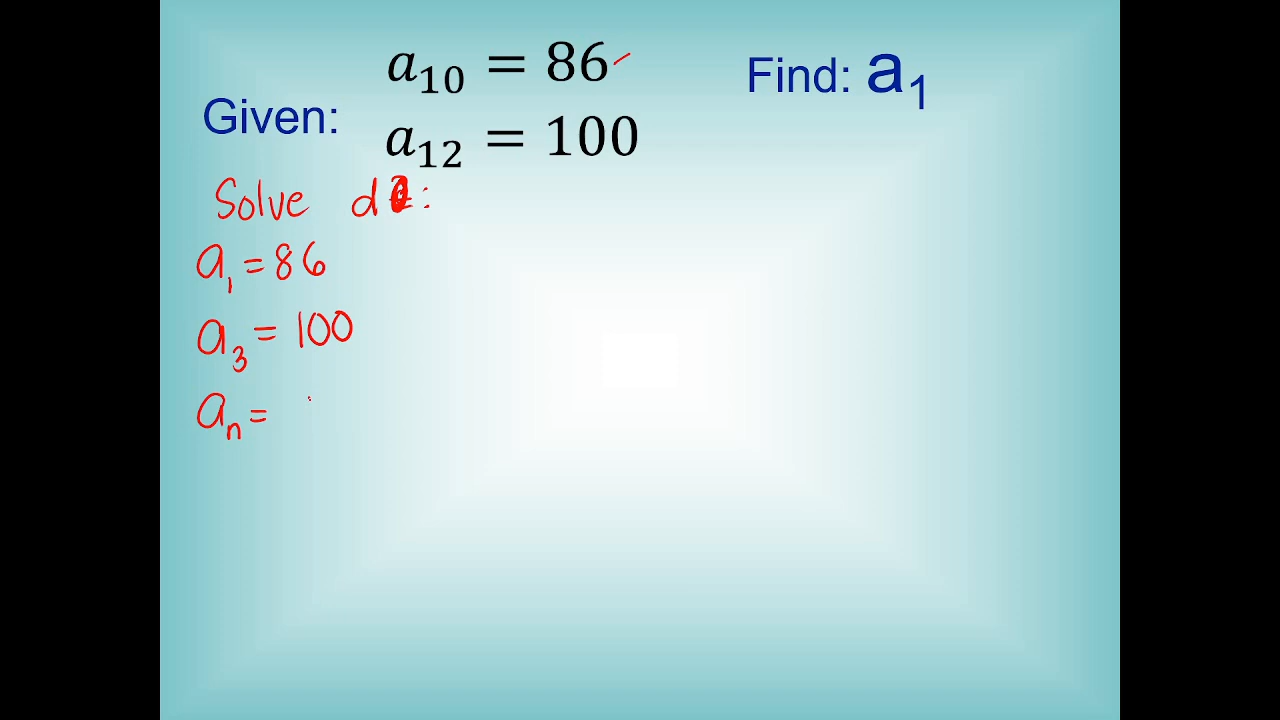 a₁₀ = 86
Find: a₁
Given:
a₁₂ = 100
Solve d :
a₁ = 86
a₃ = 100
aₙ =